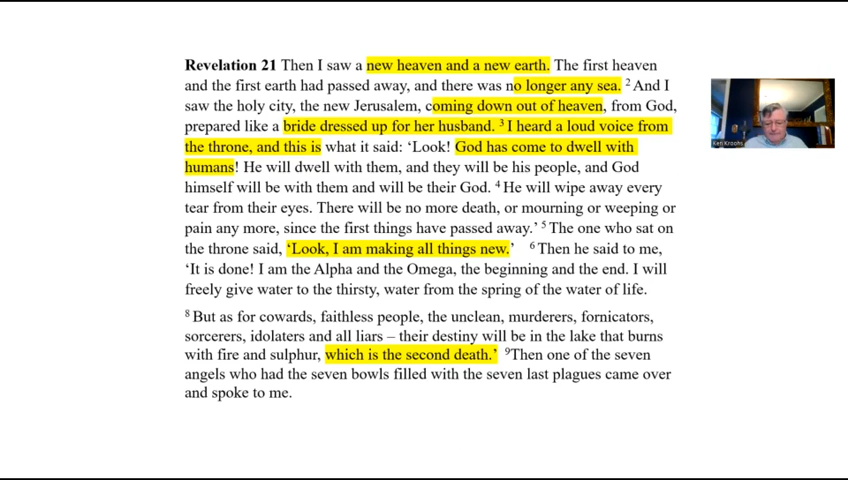 Revelation 21 Then I saw a new heaven and a new earth. The first heaven
and the first earth had passed away, and there was no longer any sea. ² And I
saw the holy city, the new Jerusalem, coming down out of heaven, from God,
prepared like a bride dressed up for her husband. ³ I heard a loud voice from
the throne, and this is what it said: ‘Look! God has come to dwell with
humans! He will dwell with them, and they will be his people, and God
himself will be with them and will be their God. ⁴ He will wipe away every
tear from their eyes. There will be no more death, or mourning or weeping or
pain any more, since the first things have passed away.’ ⁵ The one who sat on
the throne said, ‘Look, I am making all things new.’ ⁶ Then he said to me,
‘It is done! I am the Alpha and the Omega, the beginning and the end. I will
freely give water to the thirsty, water from the spring of the water of life.
⁸ But as for cowards, faithless people, the unclean, murderers, fornicators,
sorcerers, idolaters and all liars – their destiny will be in the lake that burns
with fire and sulphur, which is the second death.’ ⁹Then one of the seven
angels who had the seven bowls filled with the seven last plagues came over
and spoke to me.
Ken Kroohs